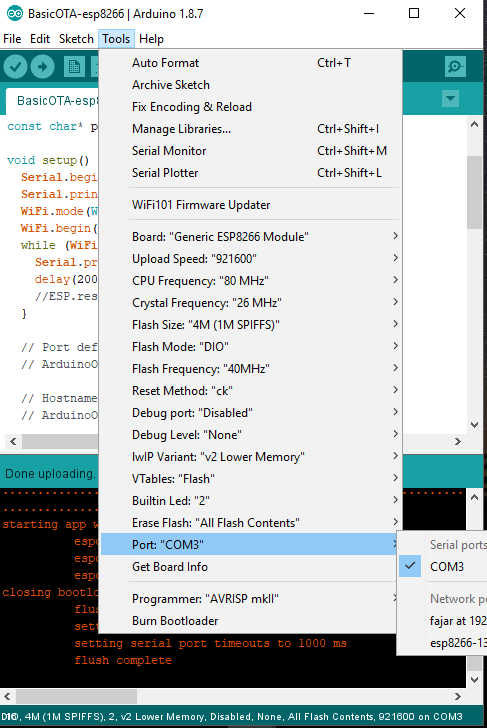 BasicOTA-esp8266 | Arduino 1.8.7
File Edit Sketch Tools Help
BasicOTA-esp8
Auto Format Ctrl+T
Archive Sketch
Fix Encoding & Reload
Manage Libraries... Ctrl+Shift+I
Serial Monitor Ctrl+Shift+M
Serial Plotter Ctrl+Shift+L
WiFi101 Firmware Updater
Board: "Generic ESP8266 Module"
Upload Speed: "921600"
CPU Frequency: "80 MHz"
Crystal Frequency: "26 MHz"
Flash Size: "4M (1M SPIFFS)"
Flash Mode: "DIO"
Flash Frequency: "40MHz"
Reset Method: "ck"
Debug port: "Disabled"
Debug Level: "None"
lwIP Variant: "v2 Lower Memory"
VTables: "Flash"
Builtin Led: "2"
Erase Flash: "All Flash Contents"
Port: "COM3"
Get Board Info
Programmer: "AVRISP mkII"
Burn Bootloader
Serial ports
COM3
Network po
fajar at 192
esp8266-13
const char* p
void setup()
Serial.begi
Serial.prin
WiFi.mode(W
WiFi.begin(
while (WiFi
Serial.pr
delay(200
//ESP.res
}
// Port def
// ArduinoO
// Hostname
// ArduinoO
Done uploading.
starting app w
espc
espc
espc
closing bootlo
flus
sett
setting serial port timeouts to 1000 ms
flush complete
DIO, 4M (1M SPIFFS), 2, v2 Lower Memory, Disabled, None, All Flash Contents, 921600 on COM3